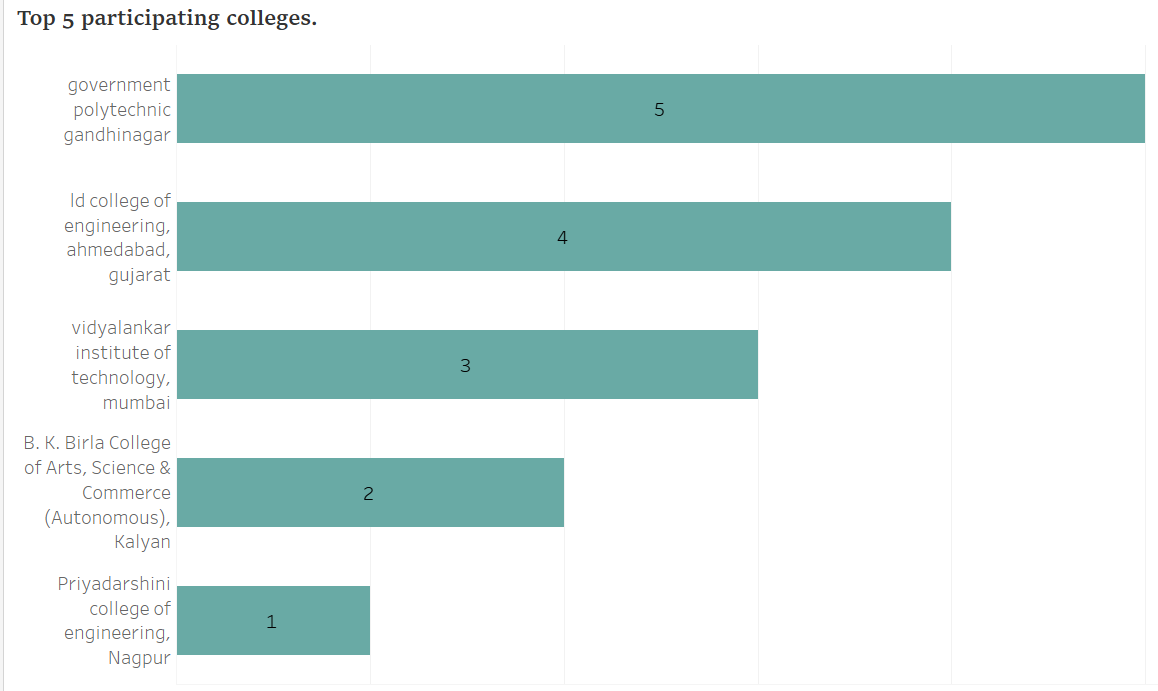 Top 5 participating colleges.
government
polytechnic
gandhinagar
5
ld college of
engineering,
ahmedabad,
gujarat
4
vidyalankar
institute of
technology,
mumbai
3
B. K. Birla College
of Arts, Science &
Commerce
(Autonomous),
Kalyan
2
Priyadarshini
college of
engineering,
Nagpur
1